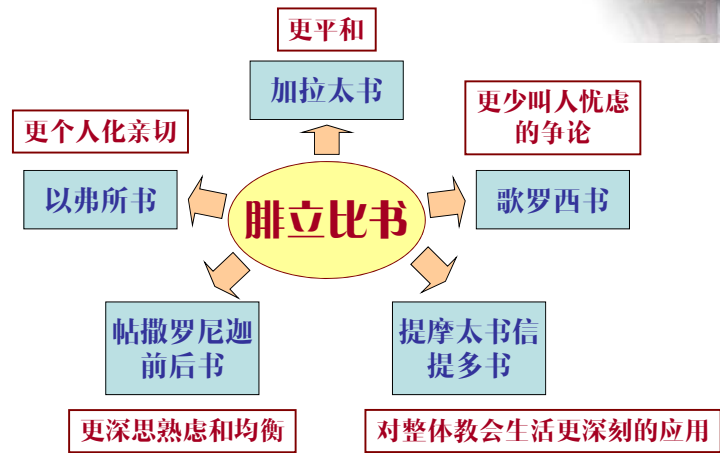 更平和
加拉太书
更个人化亲切
更少叫人忧虑
的争论
以弗所书
腓立比书
歌罗西书
帖撒罗尼迦
前后书
提摩太书信
提多书
更深思熟虑和均衡
对整体教会生活更深刻的应用